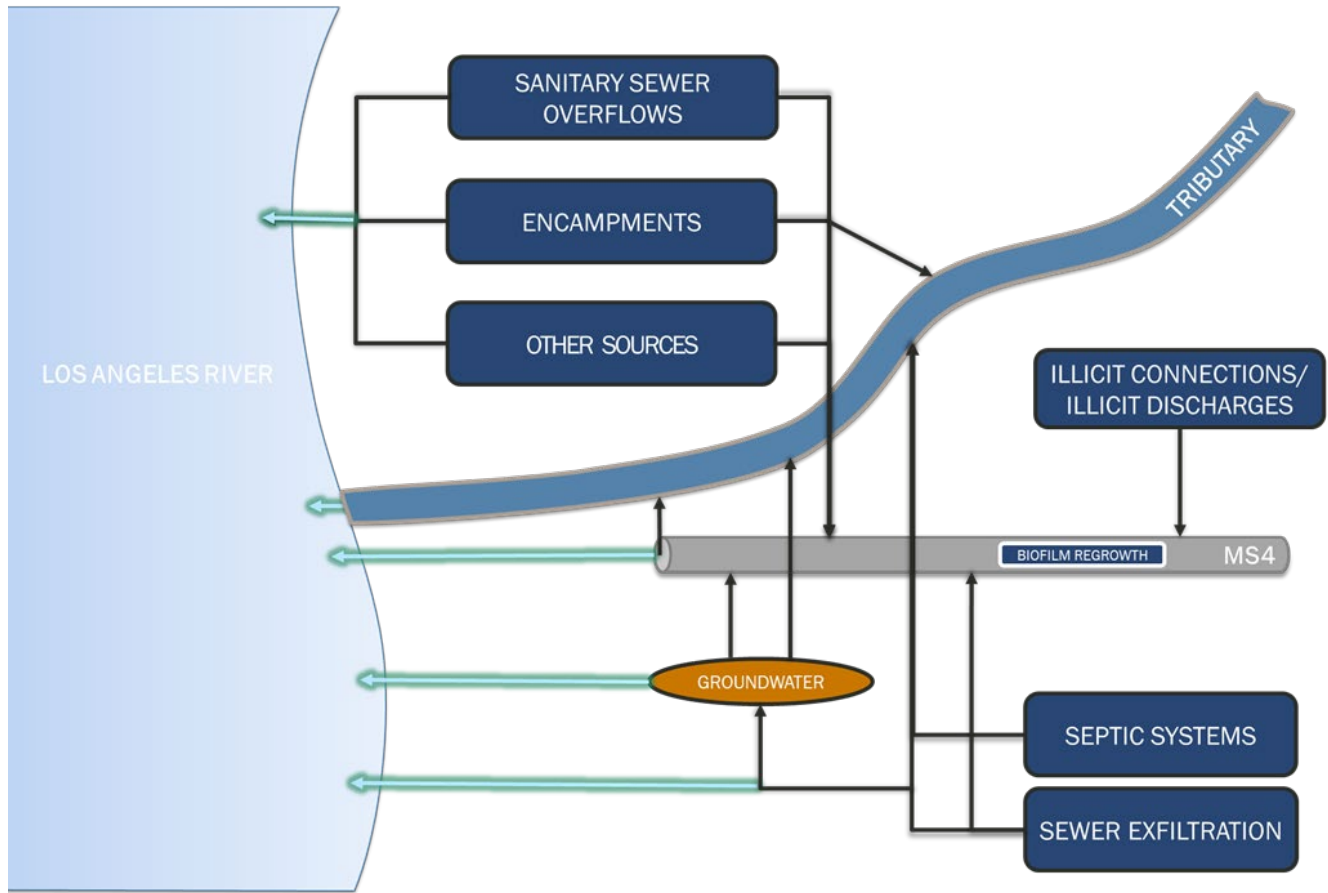 SANITARY SEWER
OVERFLOWS
ENCAMPMENTS
OTHER SOURCES
LOS ANGELES RIVER
TRIBUTARY
ILLICIT CONNECTIONS/
ILLICIT DISCHARGES
BIOFILM REGROWTH
MS4
GROUNDWATER
SEPTIC SYSTEMS
SEWER EXFILTRATION